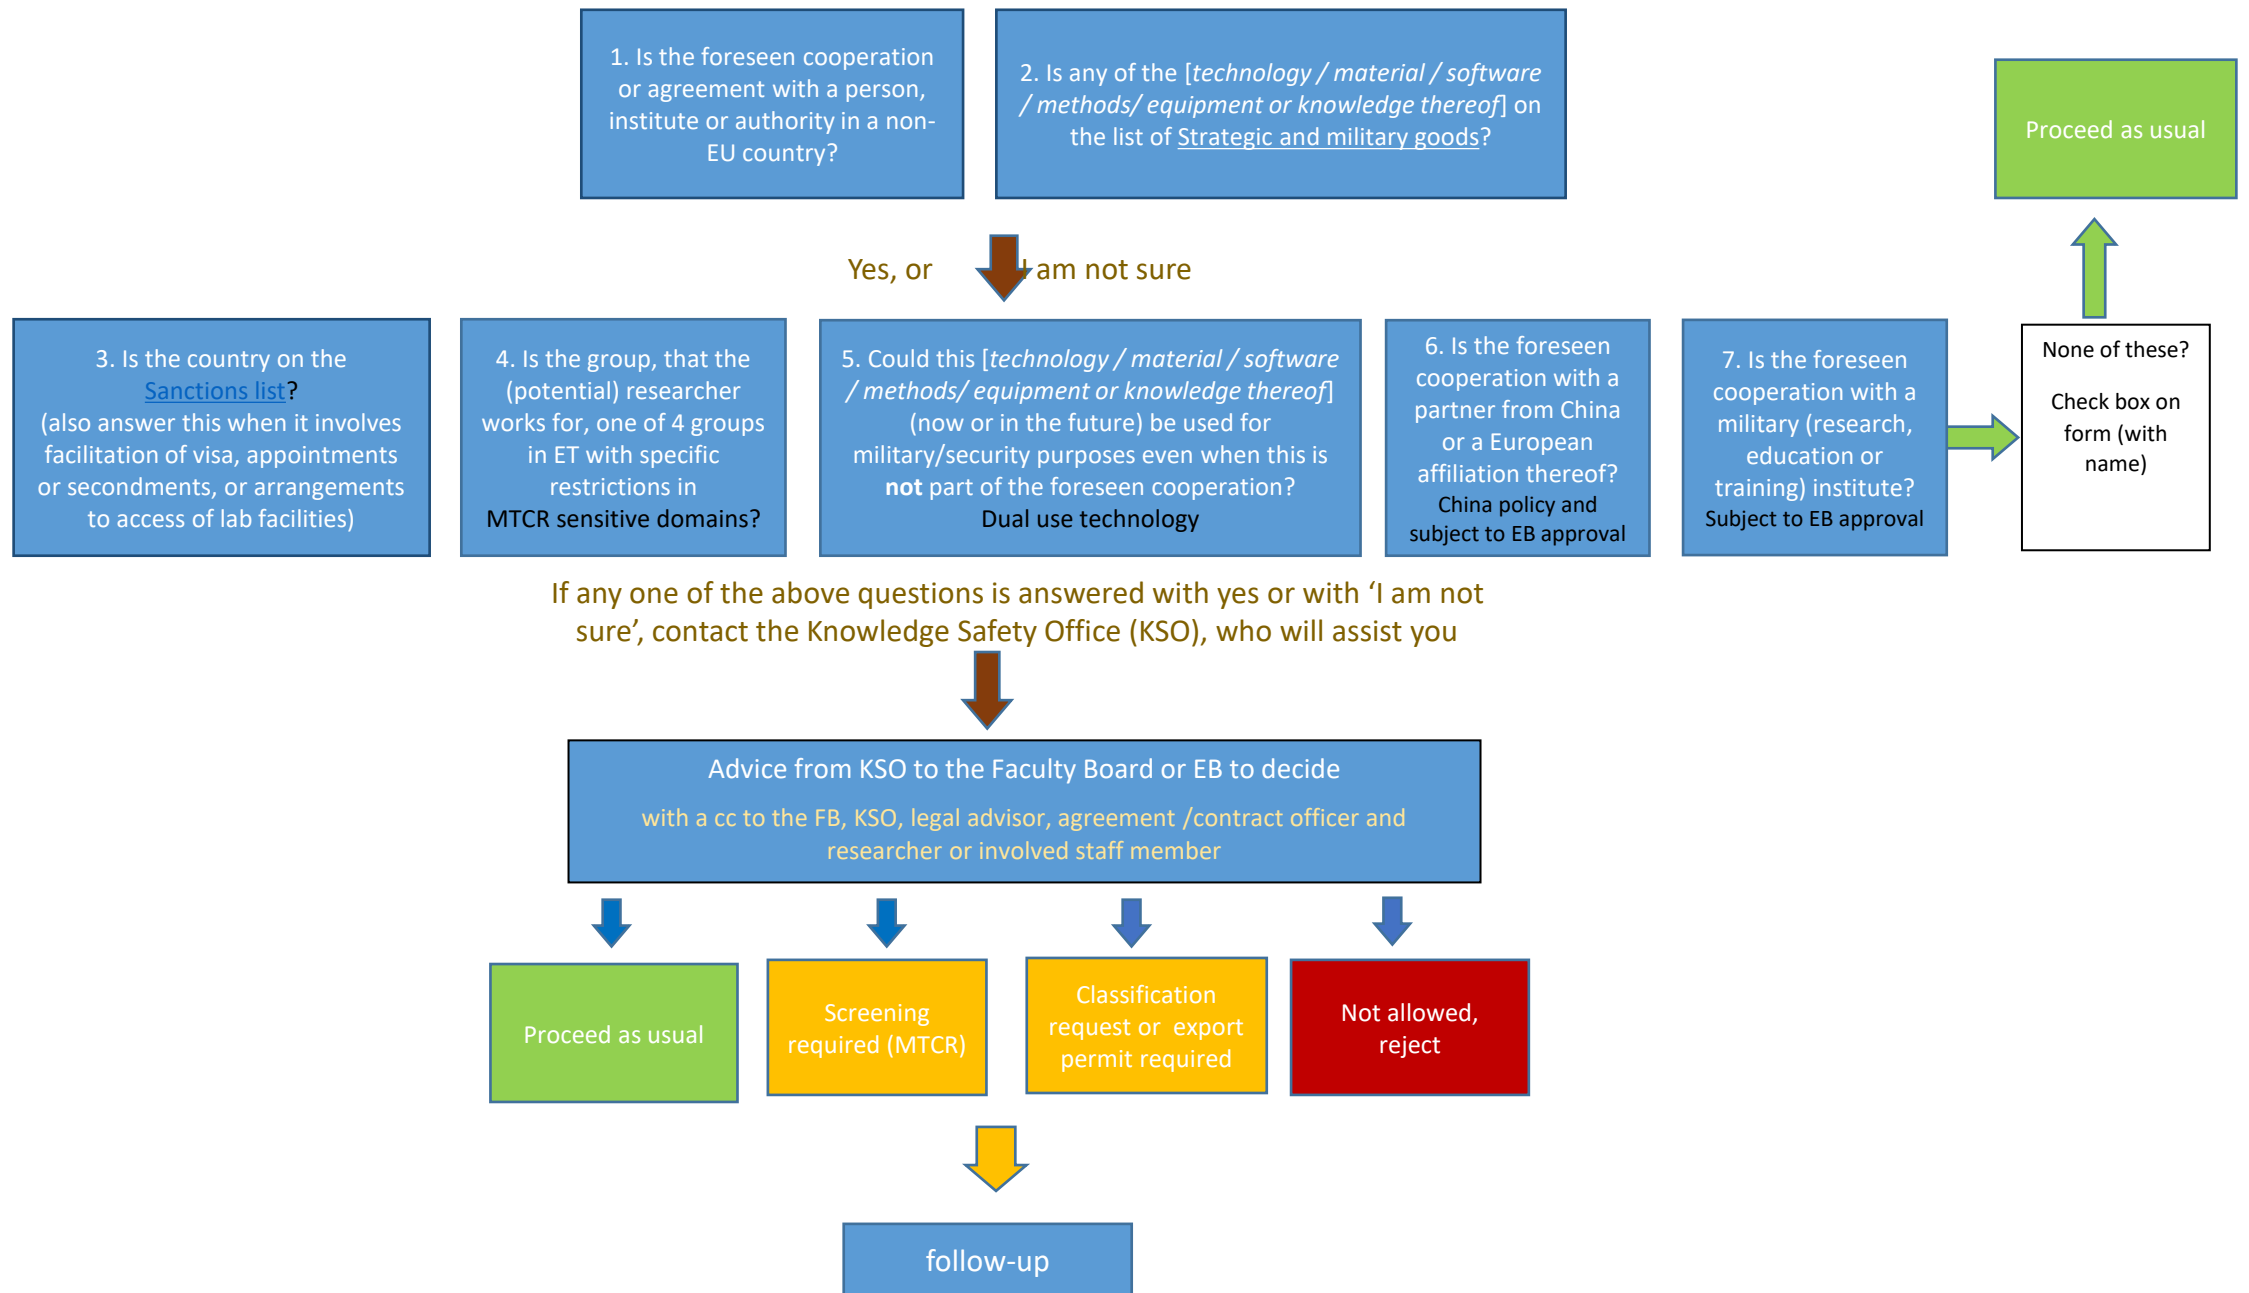 1. Is the foreseen cooperation
or agreement with a person,
institute or authority in a non-
EU country?
2. Is any of the [technology / material / software
/ methods/ equipment or knowledge thereof] on
the list of Strategic and military goods?
Proceed as usual
Yes, or I am not sure
3. Is the country on the
Sanctions list?
(also answer this when it involves
facilitation of visa, appointments
or secondments, or arrangements
to access of lab facilities)
4. Is the group, that the
(potential) researcher
works for, one of 4 groups
in ET with specific
restrictions in
MTCR sensitive domains?
5. Could this [technology / material / software
/ methods/ equipment or knowledge thereof]
(now or in the future) be used for
military/security purposes even when this is
not part of the foreseen cooperation?
Dual use technology
6. Is the foreseen
cooperation with a
partner from China
or a European
affiliation thereof?
China policy and
subject to EB approval
7. Is the foreseen
cooperation with a
military (research,
education or
training) institute?
Subject to EB approval
None of these?
Check box on
form (with
name)
If any one of the above questions is answered with yes or with ‘I am not
sure’, contact the Knowledge Safety Office (KSO), who will assist you
Advice from KSO to the Faculty Board or EB to decide
with a cc to the FB, KSO, legal advisor, agreement /contract officer and
researcher or involved staff member
Proceed as usual
Screening
required (MTCR)
Classification
request or export
permit required
Not allowed,
reject
follow-up